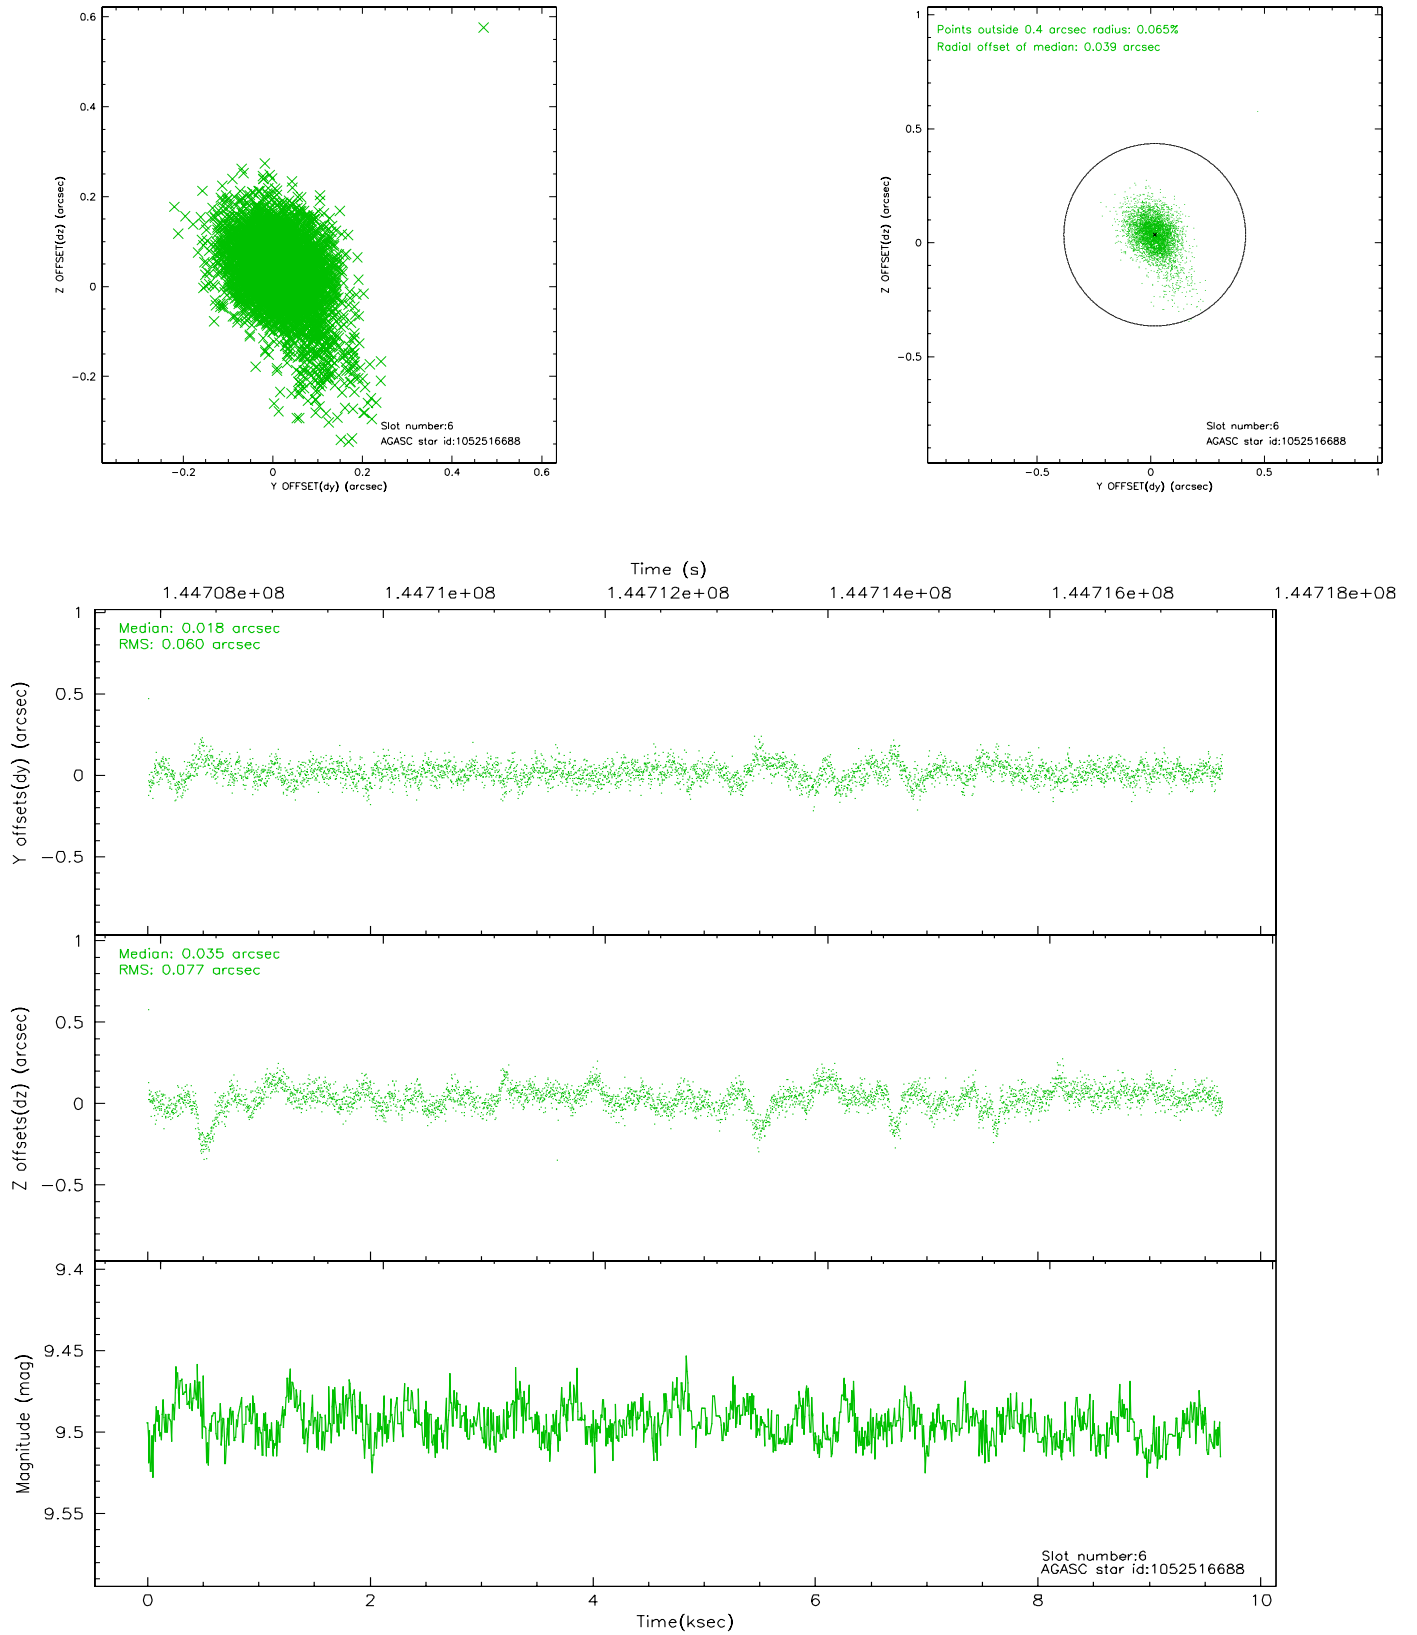 0.6
0.4
0.2
0
−0.2
Z OFFSET(dz) (arcsec)
−0.2 0 0.2 0.4 0.6
Y OFFSET(dy) (arcsec)
Slot number:6
AGASC star id:1052516688
Points outside 0.4 arcsec radius: 0.065%
Radial offset of median: 0.039 arcsec
1
0.5
0
−0.5
Z OFFSET(dz) (arcsec)
−0.5 0 0.5 1
Y OFFSET(dy) (arcsec)
Slot number:6
AGASC star id:1052516688
Time (s)
1.44708e+08 1.4471e+08 1.44712e+08 1.44714e+08 1.44716e+08 1.44718e+08
Median: 0.018 arcsec
RMS: 0.060 arcsec
1
0.5
0
−0.5
Y offsets(dy) (arcsec)
Median: 0.035 arcsec
RMS: 0.077 arcsec
1
0.5
0
−0.5
Z offsets(dz) (arcsec)
9.4
9.45
9.5
9.55
Magnitude (mag)
Slot number:6
AGASC star id:1052516688
0 2 4 6 8 10
Time(ksec)